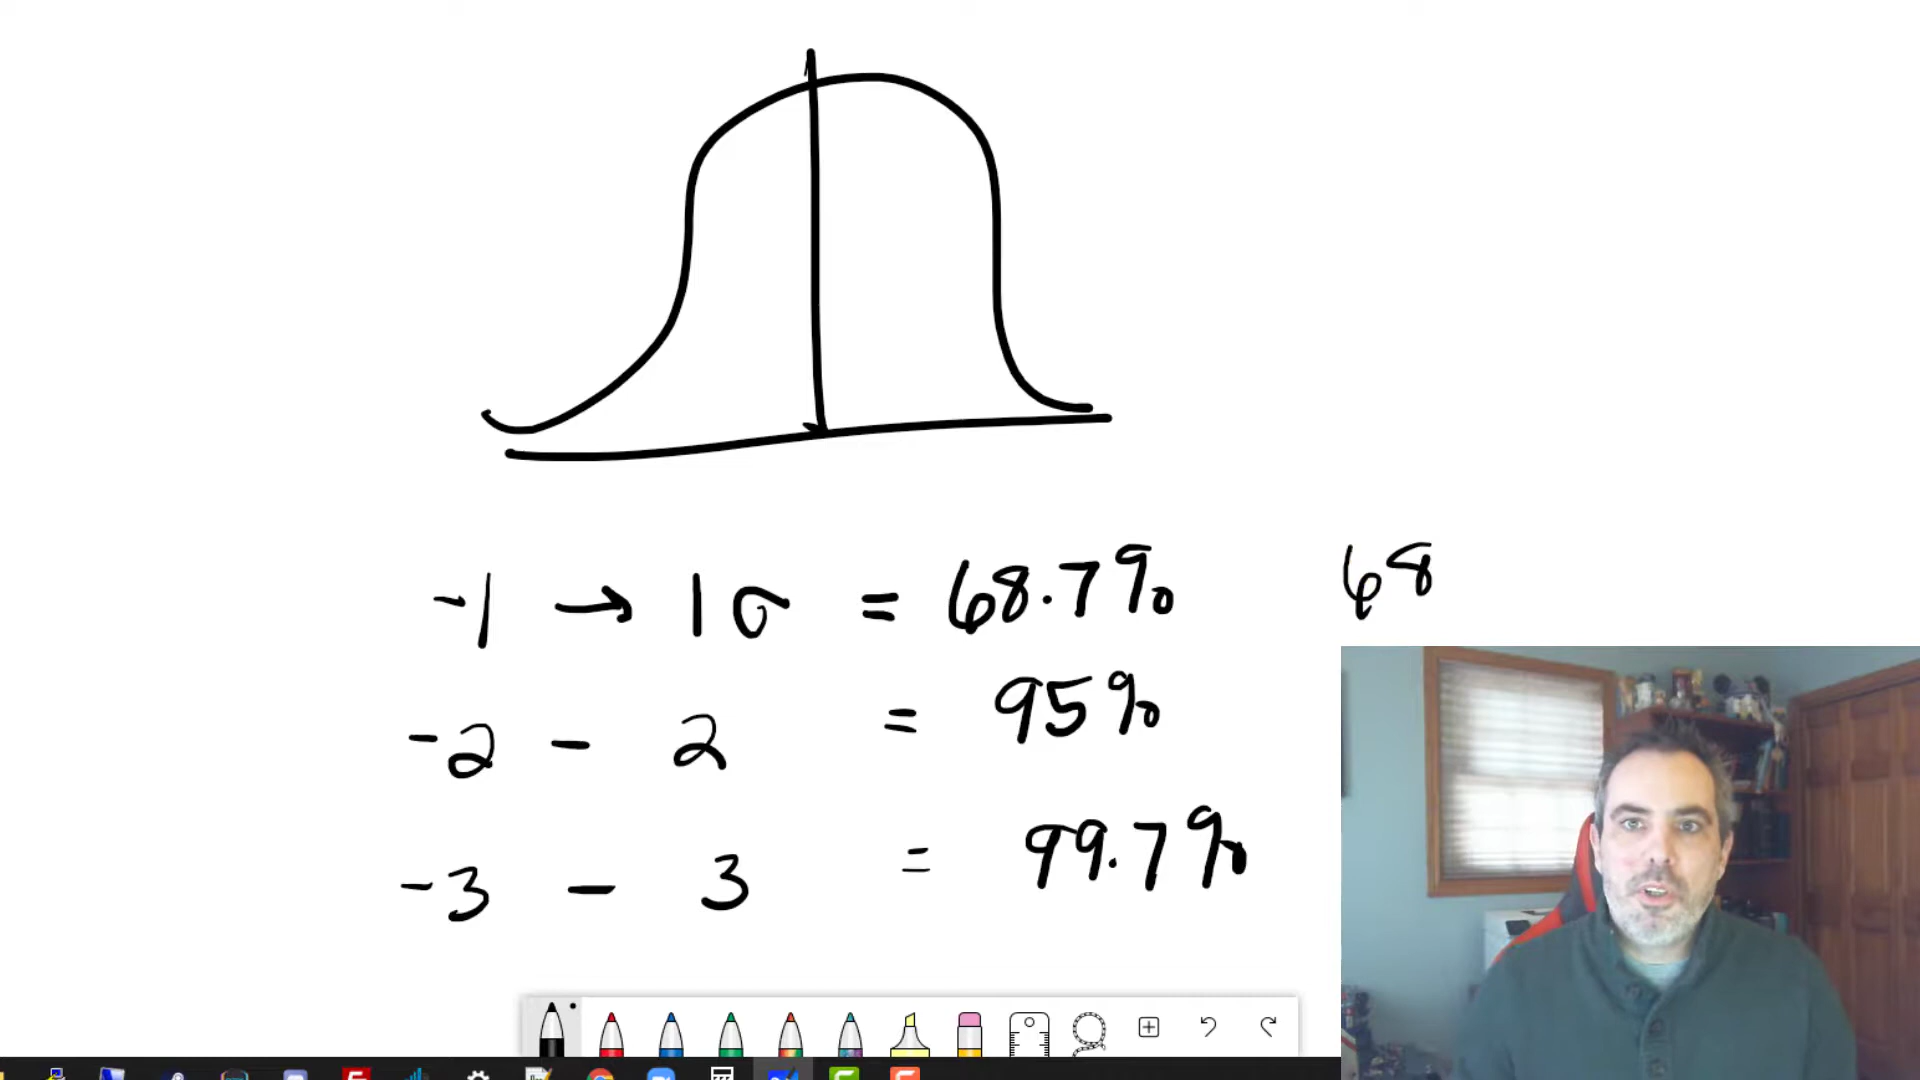 -1 → 1σ = 68.7% 68
-2 - 2 = 95%
-3 - 3 = 99.7%